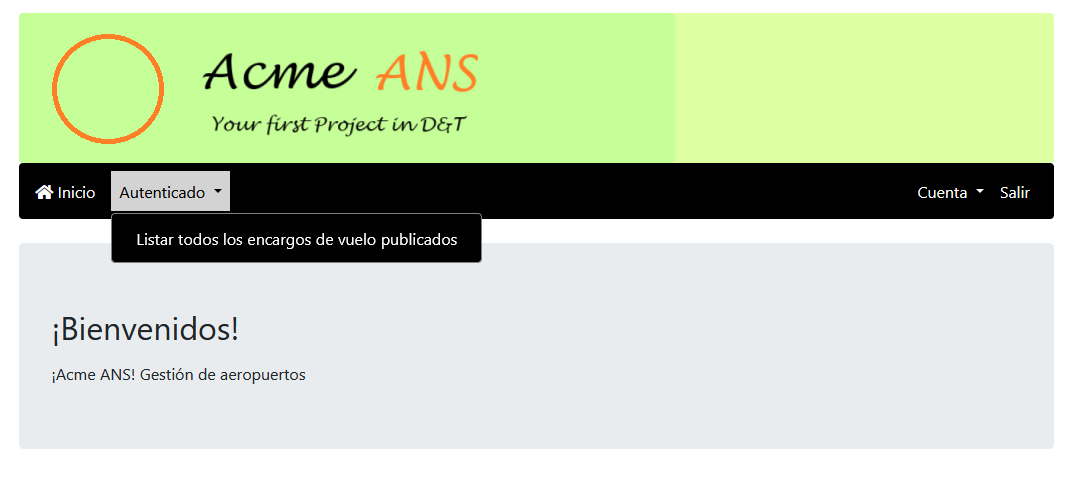 Acme ANS
Your first Project in D&T
Inicio Autenticado Cuenta Salir
Listar todos los encargos de vuelo publicados
¡Bienvenidos!
¡Acme ANS! Gestión de aeropuertos